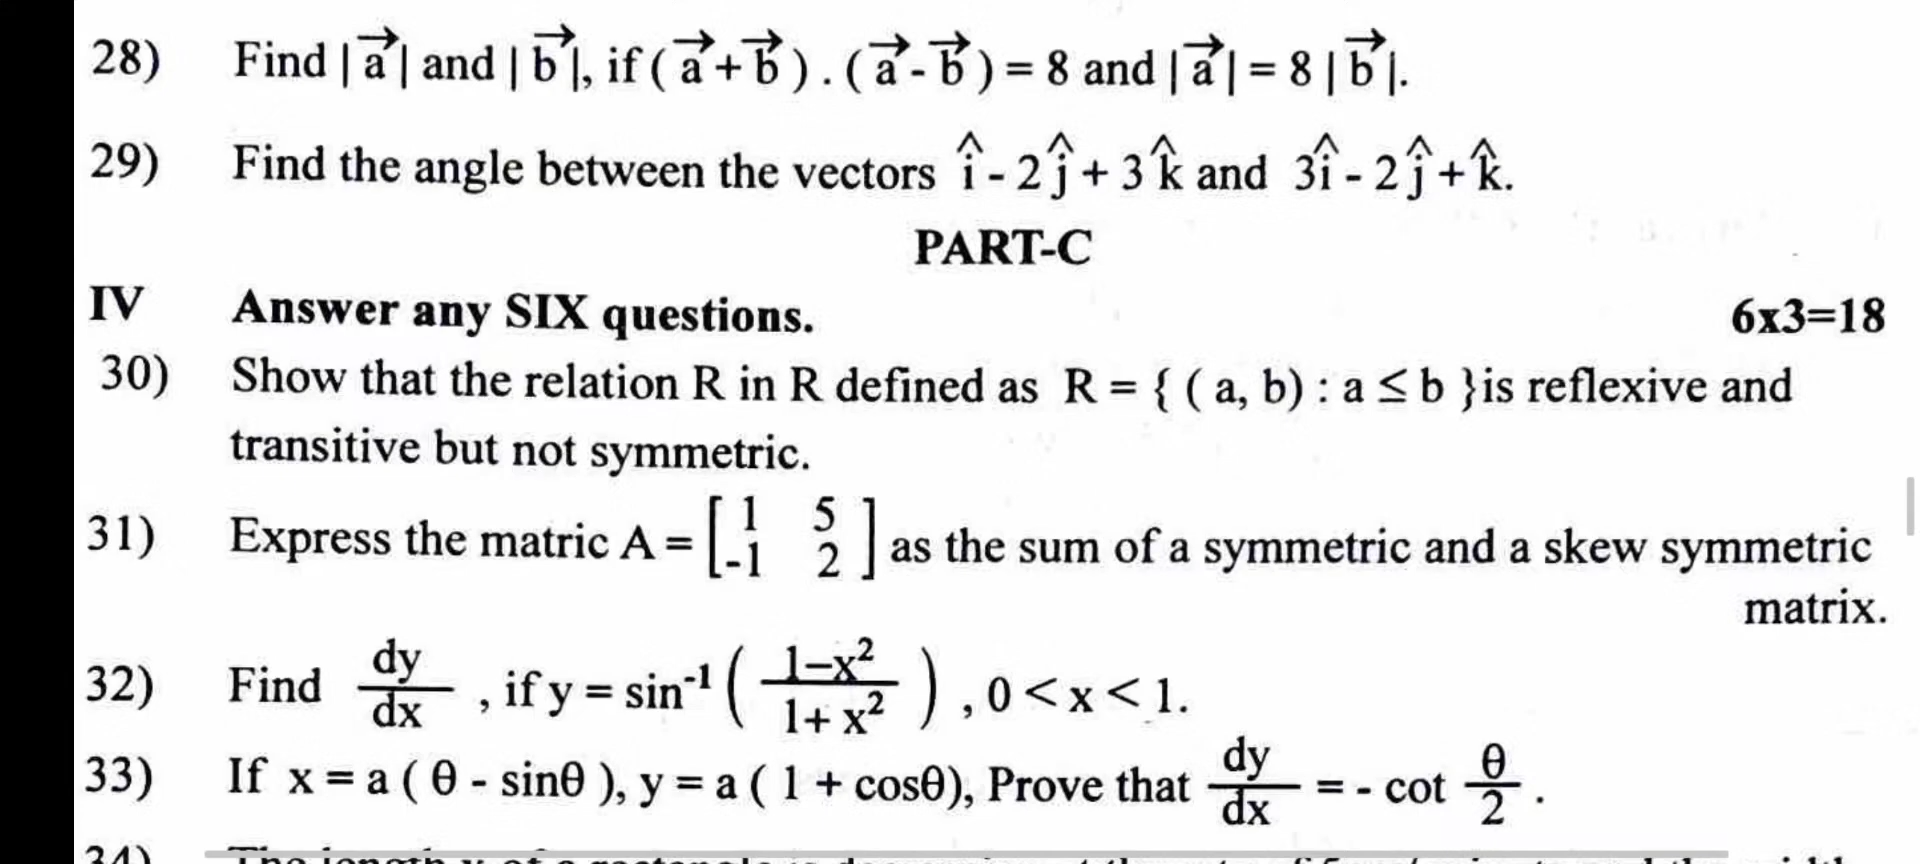 28) Find |a⃗| and |b⃗|, if (a⃗+b⃗).(a⃗-b⃗) = 8 and |a⃗| = 8|b⃗|.
29) Find the angle between the vectors î - 2ĵ + 3k̂ and 3î - 2ĵ + k̂.
PART-C
IV Answer any SIX questions. 6x3=18
30) Show that the relation R in R defined as R = { ( a, b) : a ≤ b }is reflexive and
transitive but not symmetric.
31) Express the matric A = [1 5; -1 2] as the sum of a symmetric and a skew symmetric
matrix.
32) Find dy/dx , if y = sin⁻¹ ( (1–x²)/(1+ x²) ) , 0 < x < 1.
33) If x = a ( θ - sinθ ), y = a ( 1 + cosθ), Prove that dy/dx = - cot θ/2 .
34)